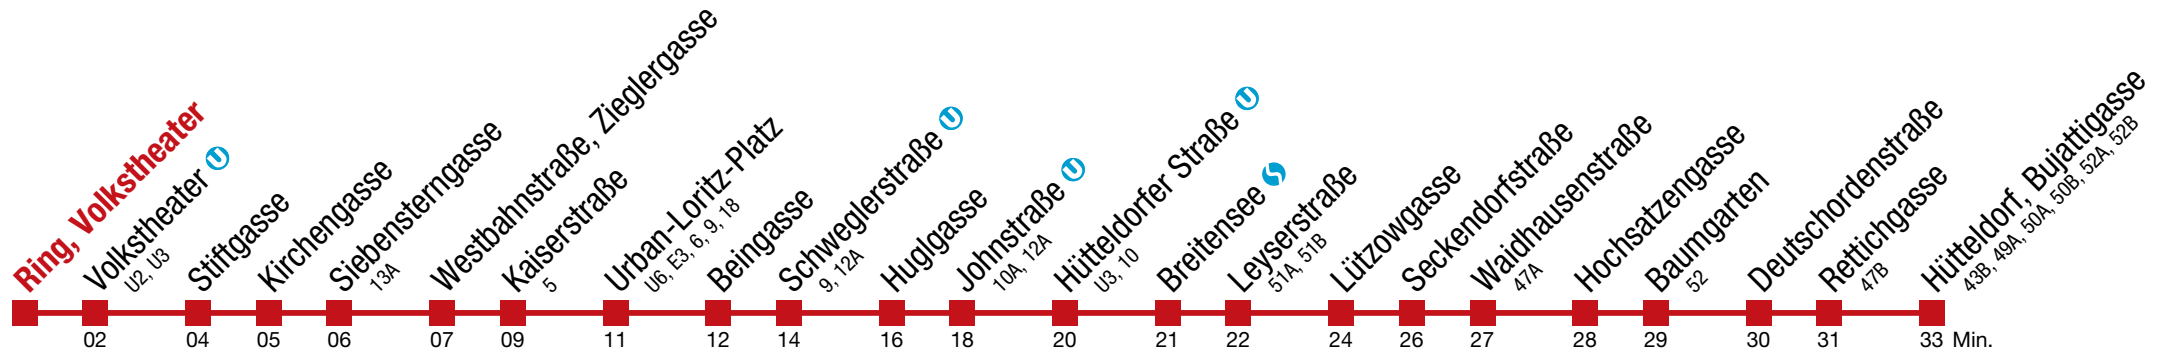 Ring, Volkstheater
Volkstheater U
U2, U3
Stiftgasse
Kirchengasse
Siebensterngasse
13A
Westbahnstraße, Zieglergasse
Kaiserstraße
5
Urban-Loritz-Platz
U6, E3, 6, 9, 18
Beingasse
Schweglerstraße U
9, 12A
Huglgasse
Johnstraße U
10A, 12A
Hütteldorfer Straße U
U3, 10
Breitensee S
Leyserstraße
51A, 51B
Lützowgasse
Seckendorfstraße
Waidhausenstraße
47A
Hochsatzengasse
Baumgarten
52
Deutschordenstraße
Rettichgasse
47B
Hütteldorf, Bujattigasse
43B, 49A, 50A, 50B, 52A, 52B
02 04 05 06 07 09 11 12 14 16 18 20 21 22 24 26 27 28 29 30 31 33 Min.